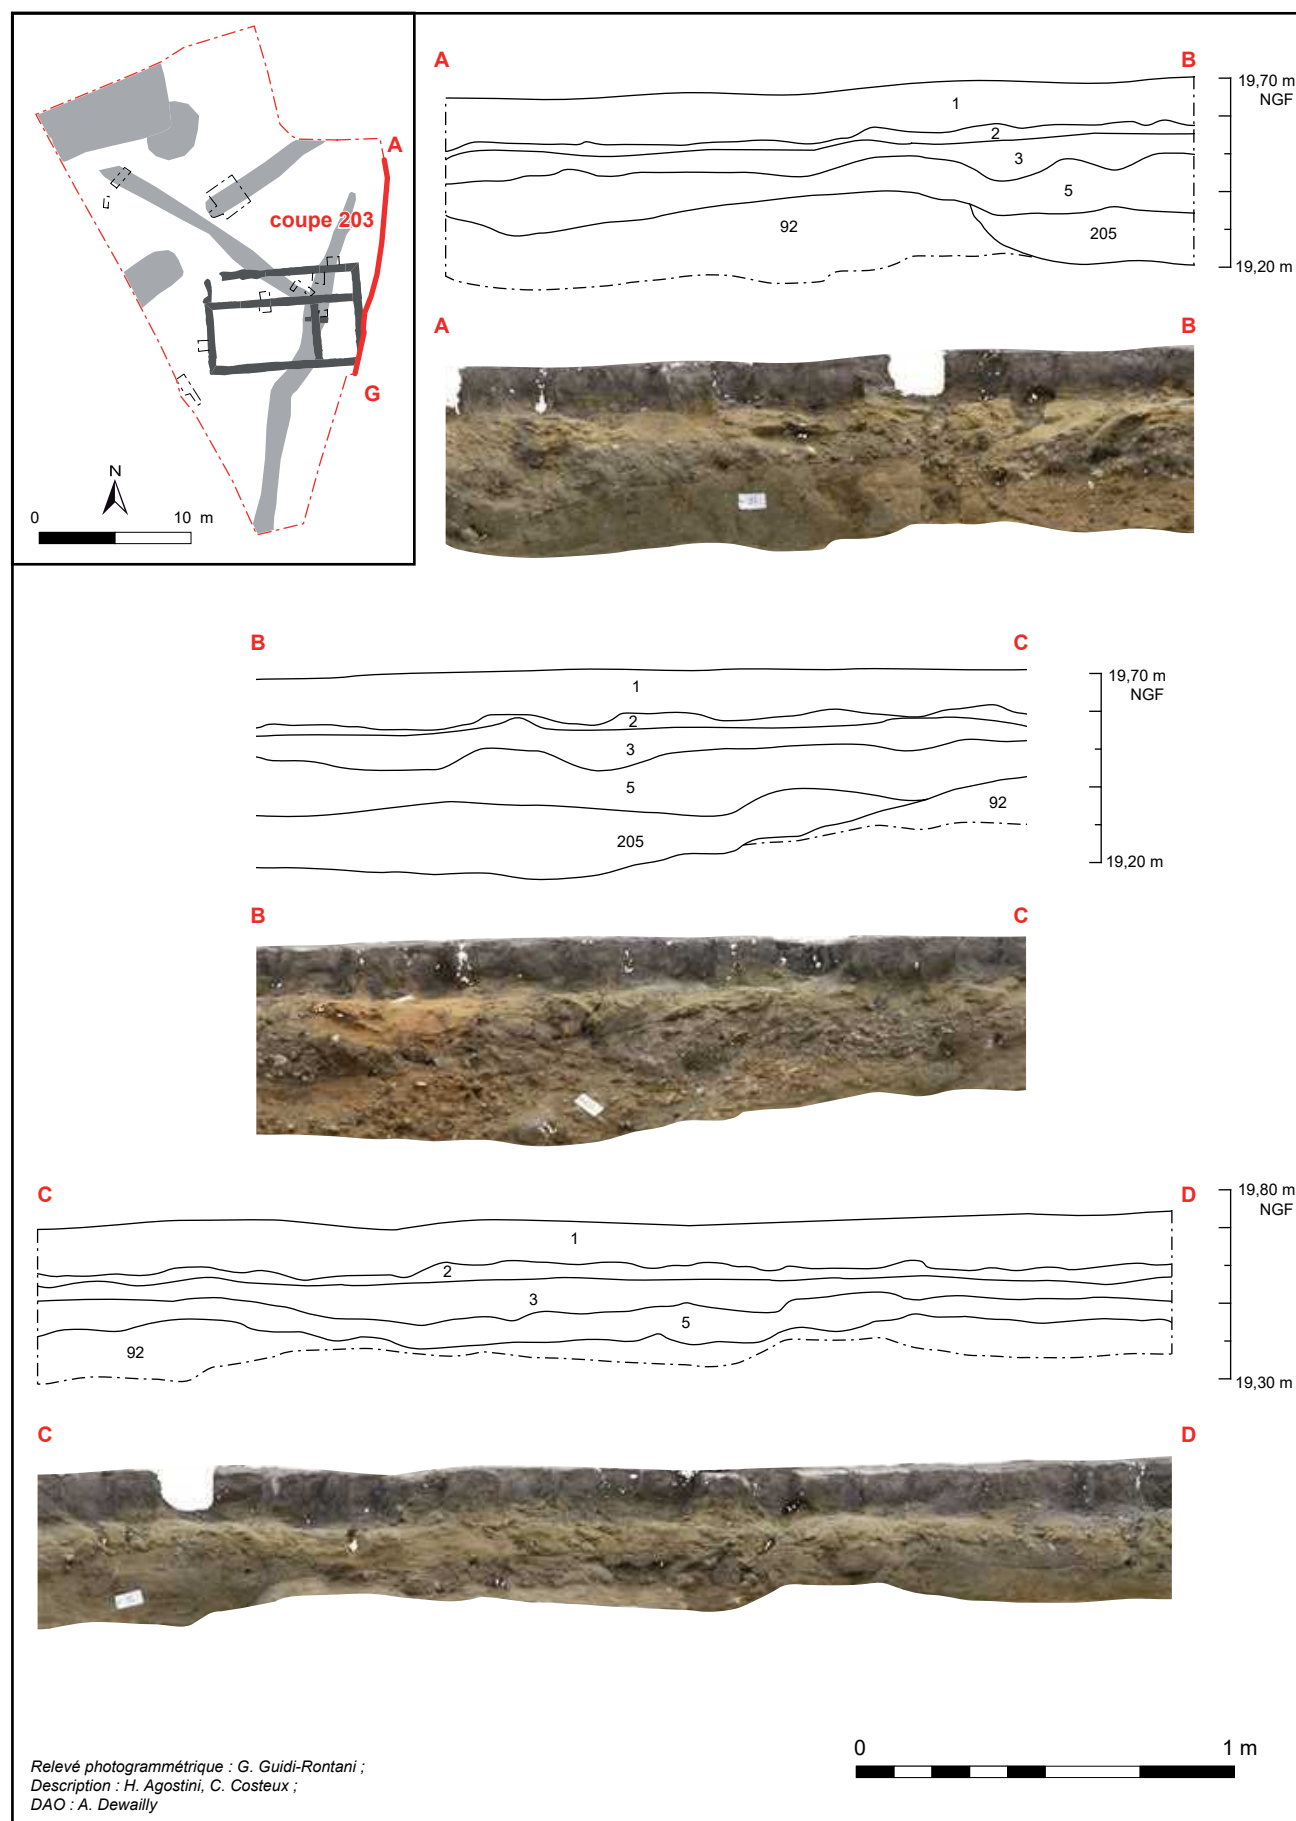 A
coupe 203
G
N
0 10 m
A B
19,70 m
NGF
1
2
3
5
92
205
19,20 m
A B
B C
19,70 m
NGF
1
2
3
5
92
205
19,20 m
B C
C D
19,80 m
NGF
1
2
3
5
92
19,30 m
C D
Relevé photogrammétrique : G. Guidi-Rontani ;
Description : H. Agostini, C. Costeux ;
DAO : A. Dewailly
0 1 m